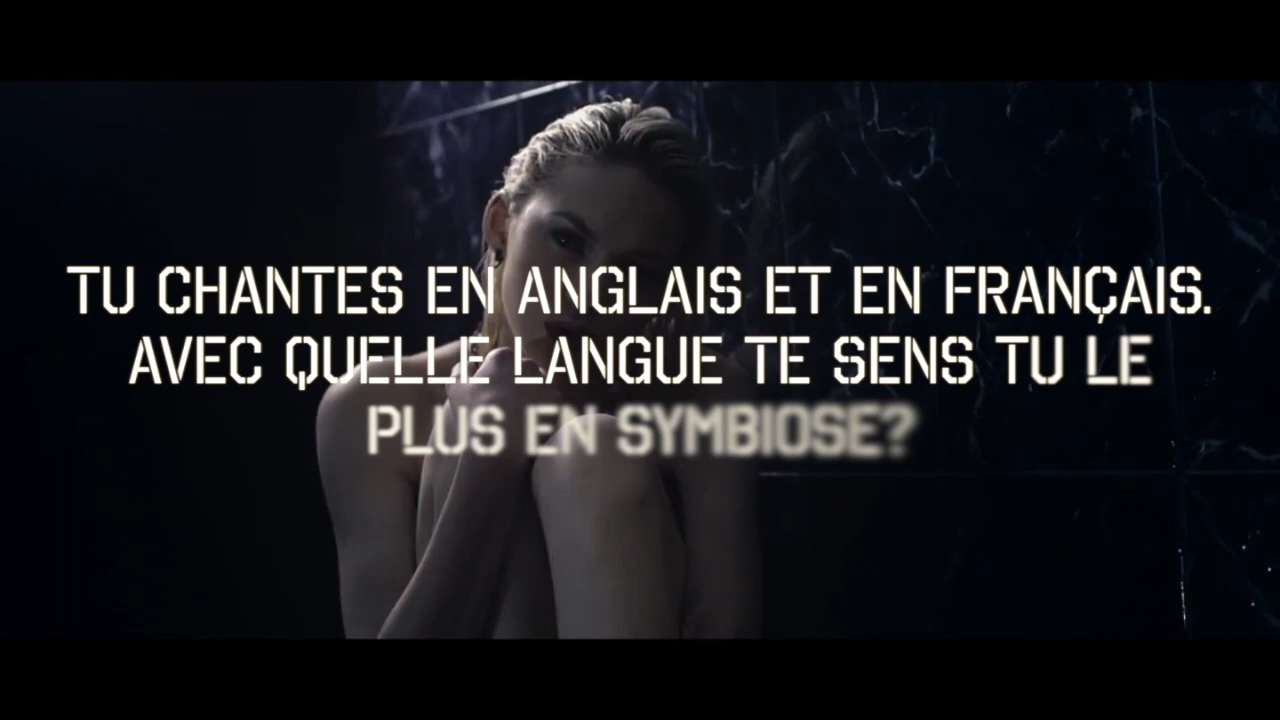 TU CHANTES EN ANGLAIS ET EN FRANÇAIS.
AVEC QUELLE LANGUE TE SENS TU LE
PLUS EN SYMBIOSE?